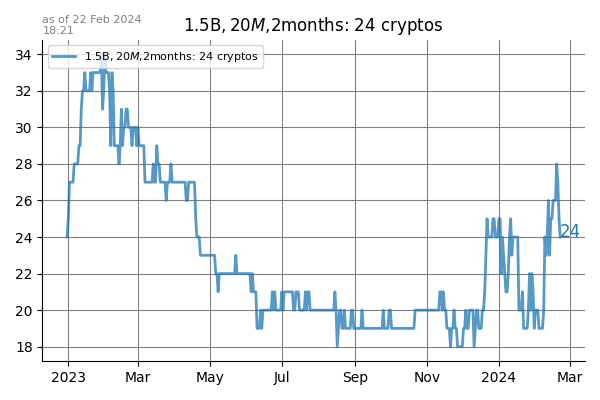 as of 22 Feb 2024
18:21
1.5B, 20M,2months: 24 cryptos
1.5B, 20M,2months: 24 cryptos
34
32
30
28
26
24
22
20
18
24
2023 Mar May Jul Sep Nov 2024 Mar